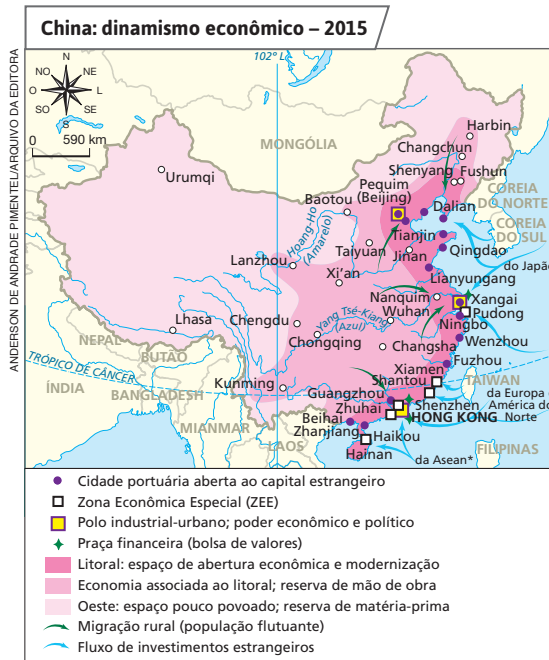 China: dinamismo econômico – 2015
ANDERSON DE ANDRADE PIMENTEL/ARQUIVO DA EDITORA
N
NO
NE
O
L
SO
SE
S
0 590 km
102° L
MONGÓLIA
Harbin
Changchun
Shenyang
Fushun
Urumqi
Pequim
(Beijing)
Baotou
Dalian
COREIA
DO NORTE
Hoang-Ho
(Amarelo)
Tianjin
COREIA
DO SUL
Taiyuan
Jinan
Qingdao
Lanzhou
do Japão
Xi'an
Lianyungang
Nanquim
Xangai
Wuhan
Pudong
Lhasa
Chengdu
Yang Tsé-Kiang
(Azul)
Ningbo
Chongqing
Wenzhou
NEPAL
Changsha
BUTÃO
Fuzhou
TRÓPICO DE CÂNCER
Xiamen
Kunming
Shantou
TAIWAN
ÍNDIA
BANGLADESH
Guangzhou
da Europa e
América do
Norte
Zhuhai
Shenzhen
MIANMAR
Beihai
HONG KONG
Zhanjiang
LAOS
Haikou
FILIPINAS
Hainan
da Asean*
Cidade portuária aberta ao capital estrangeiro
Zona Econômica Especial (ZEE)
Polo industrial-urbano; poder econômico e político
Praça financeira (bolsa de valores)
Litoral: espaço de abertura econômica e modernização
Economia associada ao litoral; reserva de mão de obra
Oeste: espaço pouco povoado; reserva de matéria-prima
Migração rural (população flutuante)
Fluxo de investimentos estrangeiros